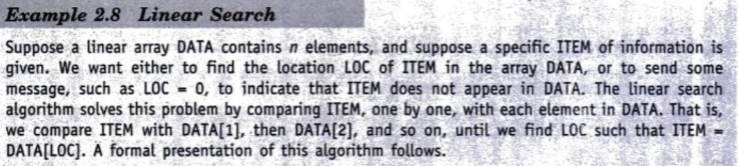 Example 2.8 Linear Search
Suppose a linear array DATA contains n elements, and suppose a specific ITEM of information is
given. We want either to find the location LOC of ITEM in the array DATA, or to send some
message, such as LOC = 0, to indicate that ITEM does not appear in DATA. The linear search
algorithm solves this problem by comparing ITEM, one by one, with each element in DATA. That is,
we compare ITEM with DATA[1], then DATA[2], and so on, until we find LOC such that ITEM =
DATA[LOC]. A formal presentation of this algorithm follows.